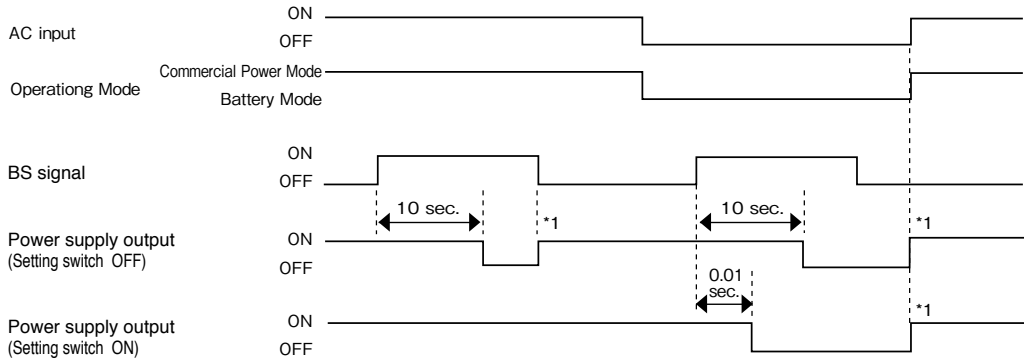 AC input
ON
OFF
Operationg Mode
Commercial Power Mode
Battery Mode
BS signal
ON
OFF
10 sec.
*1
10 sec.
*1
Power supply output
(Setting switch OFF)
ON
OFF
0.01
sec.
*1
Power supply output
(Setting switch ON)
ON
OFF